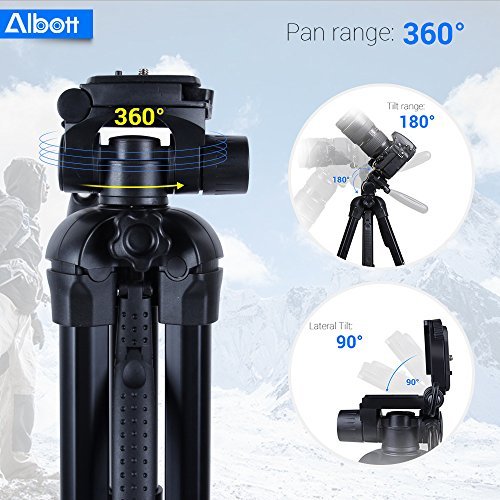 Albott
Pan range: 360°
360°
Tilt range:
180°
180°
Lateral Tilt:
90°
90°